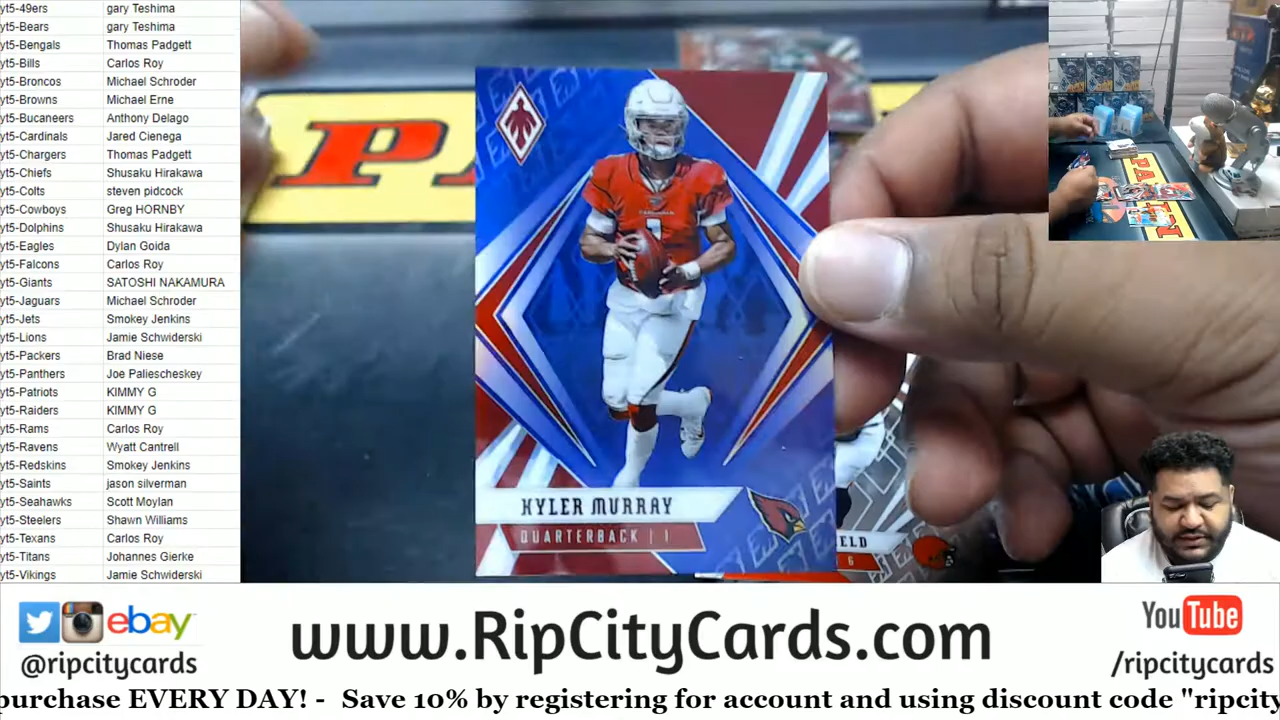 yt5-49ers gary Teshima
yt5-Bears gary Teshima
yt5-Bengals Thomas Padgett
yt5-Bills Carlos Roy
yt5-Broncos Michael Schroder
yt5-Browns Michael Erne
yt5-Bucaneers Anthony Delago
yt5-Cardinals Jared Cienega
yt5-Chargers Thomas Padgett
yt5-Chiefs Shusaku Hirakawa
yt5-Colts steven pidcock
yt5-Cowboys Greg HORNBY
yt5-Dolphins Shusaku Hirakawa
yt5-Eagles Dylan Goida
yt5-Falcons Carlos Roy
yt5-Giants SATOSHI NAKAMURA
yt5-Jaguars Michael Schroder
yt5-Jets Smokey Jenkins
yt5-Lions Jamie Schwiderski
yt5-Packers Brad Niese
yt5-Panthers Joe Paliescheskey
yt5-Patriots KIMMY G
yt5-Raiders KIMMY G
yt5-Rams Carlos Roy
yt5-Ravens Wyatt Cantrell
yt5-Redskins Smokey Jenkins
yt5-Saints jason silverman
yt5-Seahawks Scott Moylan
yt5-Steelers Shawn Williams
yt5-Texans Carlos Roy
yt5-Titans Johannes Gierke
yt5-Vikings Jamie Schwiderski
P
1
KYLER MURRAY
QUARTERBACK | 1
ELD
6
PANINI
ebay
@ripcitycards
www.RipCityCards.com
YouTube
/ripcitycards
purchase EVERY DAY! - Save 10% by registering for account and using discount code "ripcity